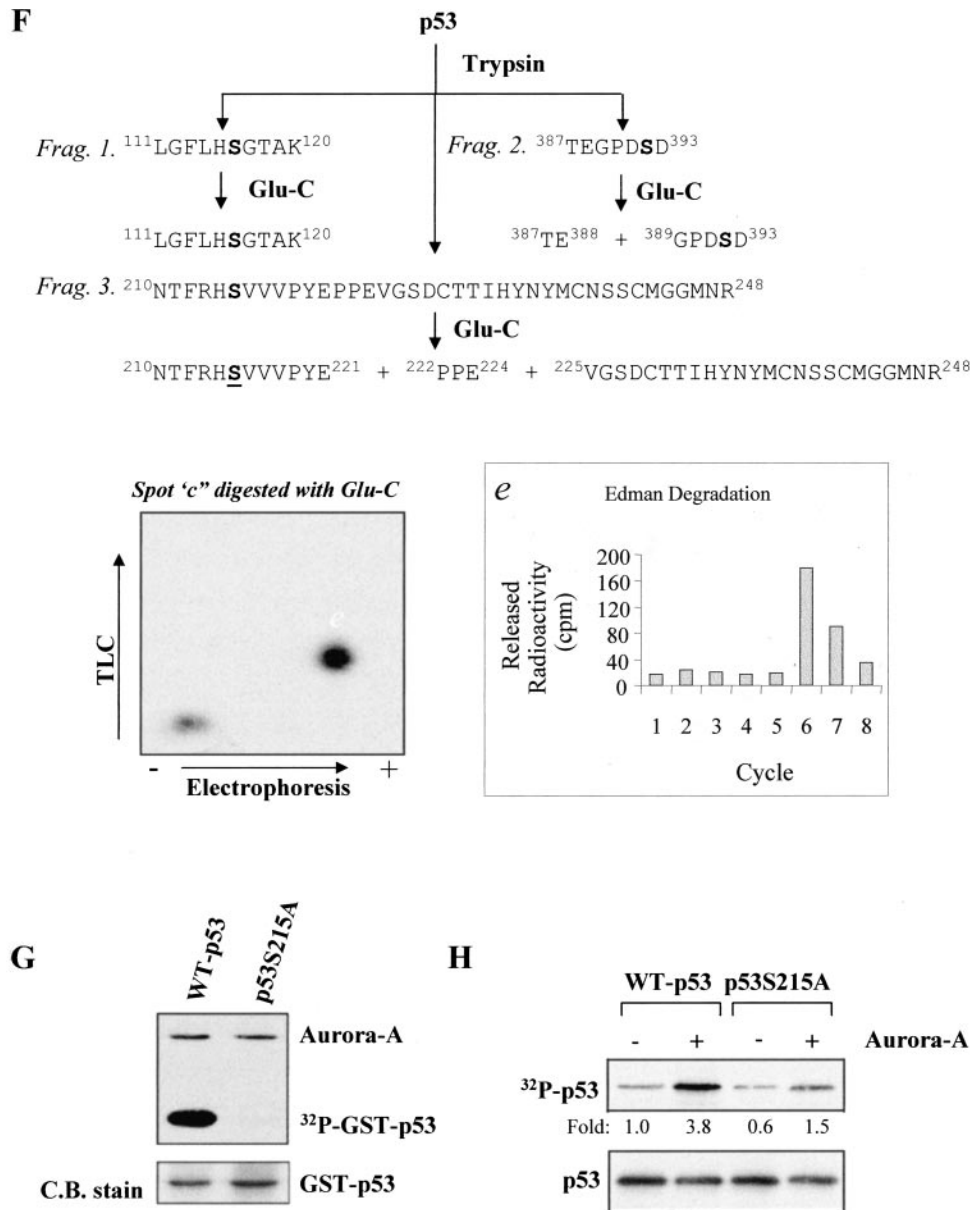 F
p53
Trypsin
Frag. 1. ¹¹¹LGFLHSGTAK¹²⁰
Frag. 2. ³⁸⁷TEGPDSD³⁹³
Glu-C
Glu-C
¹¹¹LGFLHSGTAK¹²⁰
³⁸⁷TE³⁸⁸ + ³⁸⁹GPDSD³⁹³
Frag. 3. ²¹⁰NTFRHSVVVPYEPPEVGSDCTTIHYNYMCNSSCMGGMNR²⁴⁸
Glu-C
²¹⁰NTFRHSVVVPYE²²¹ + ²²²PPE²²⁴ + ²²⁵VGSDCTTIHYNYMCNSSCMGGMNR²⁴⁸
Spot ‘c” digested with Glu-C
TLC
- +
Electrophoresis
e Edman Degradation
Released Radioactivity (cpm)
200
160
120
80
40
0
1 2 3 4 5 6 7 8
Cycle
G
WT-p53
p53S215A
Aurora-A
³²P-GST-p53
C.B. stain
GST-p53
H
WT-p53 p53S215A
- + - + Aurora-A
³²P-p53
Fold: 1.0 3.8 0.6 1.5
p53